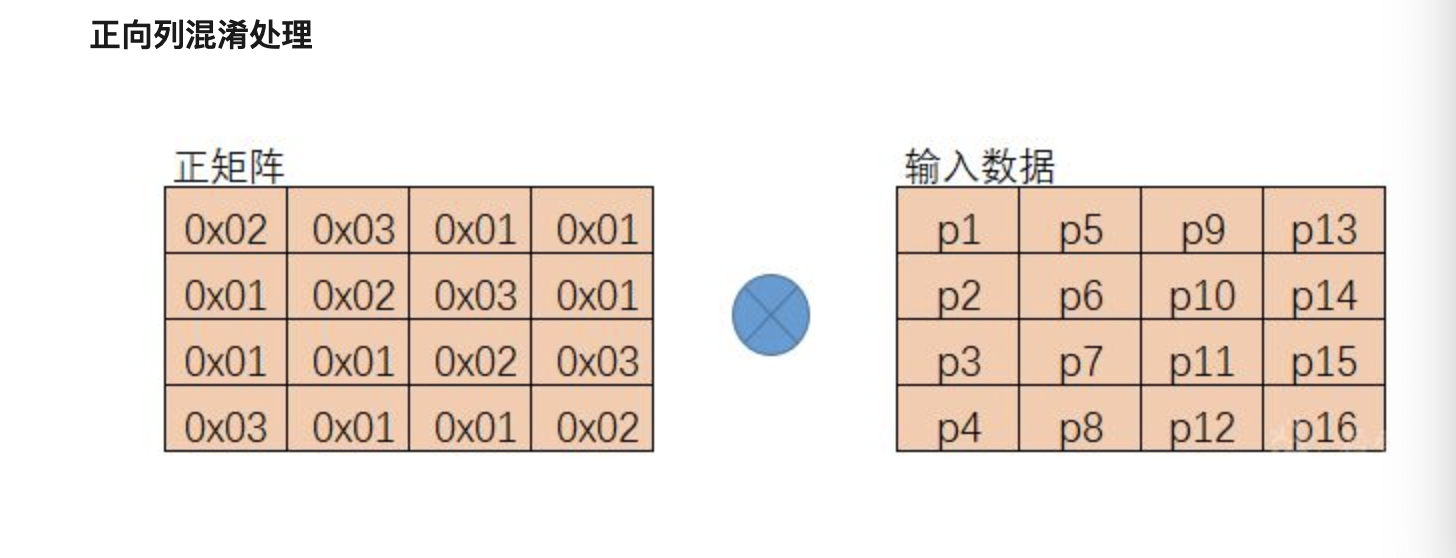 正向列混淆处理
正矩阵
0x02 0x03 0x01 0x01
0x01 0x02 0x03 0x01
0x01 0x01 0x02 0x03
0x03 0x01 0x01 0x02
输入数据
p1 p5 p9 p13
p2 p6 p10 p14
p3 p7 p11 p15
p4 p8 p12 p16